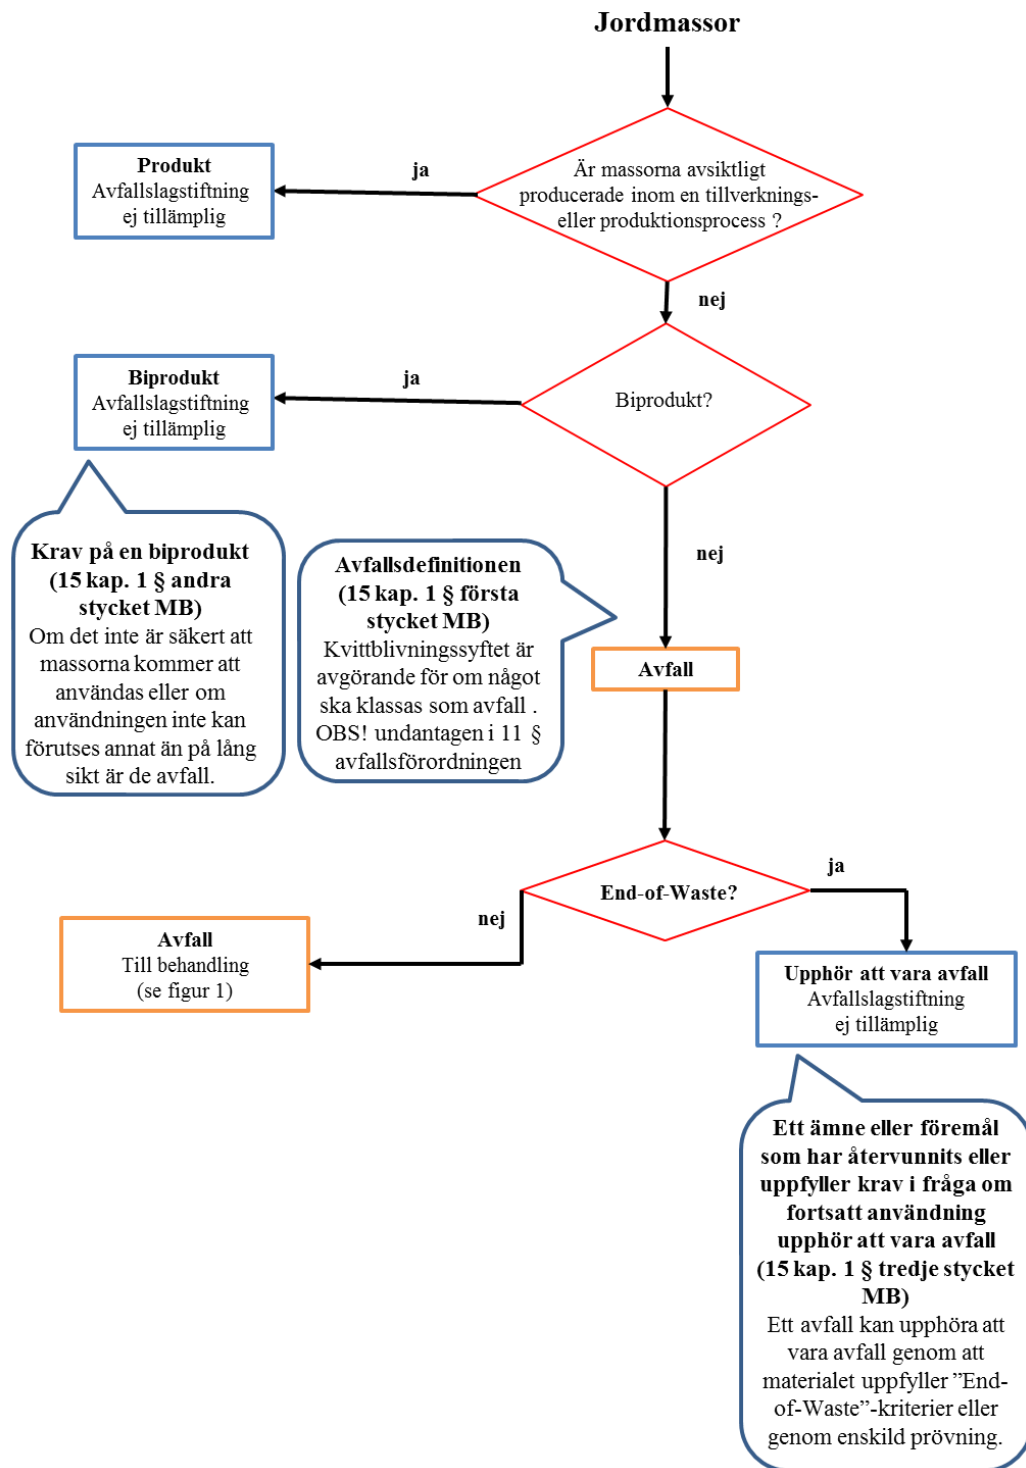 Jordmassor
Är massorna avsiktligt
producerade inom en tillverknings-
eller produktionsprocess ?
ja
Produkt
Avfallslagstiftning
ej tillämplig
nej
Biprodukt?
ja
Biprodukt
Avfallslagstiftning
ej tillämplig
Krav på en biprodukt
(15 kap. 1 § andra
stycket MB)
Om det inte är säkert att
massorna kommer att
användas eller om
användningen inte kan
förutses annat än på lång
sikt är de avfall.
nej
Avfallsdefinitionen
(15 kap. 1 § första
stycket MB)
Kvittblivningssyftet är
avgörande för om något
ska klassas som avfall .
OBS! undantagen i 11 §
avfallsförordningen
Avfall
End-of-Waste?
ja
nej
Avfall
Till behandling
(se figur 1)
Upphör att vara avfall
Avfallslagstiftning
ej tillämplig
Ett ämne eller föremål
som har återvunnits eller
uppfyller krav i fråga om
fortsatt användning
upphör att vara avfall
(15 kap. 1 § tredje stycket
MB)
Ett avfall kan upphöra att
vara avfall genom att
materialet uppfyller ”End-
of-Waste”-kriterier eller
genom enskild prövning.